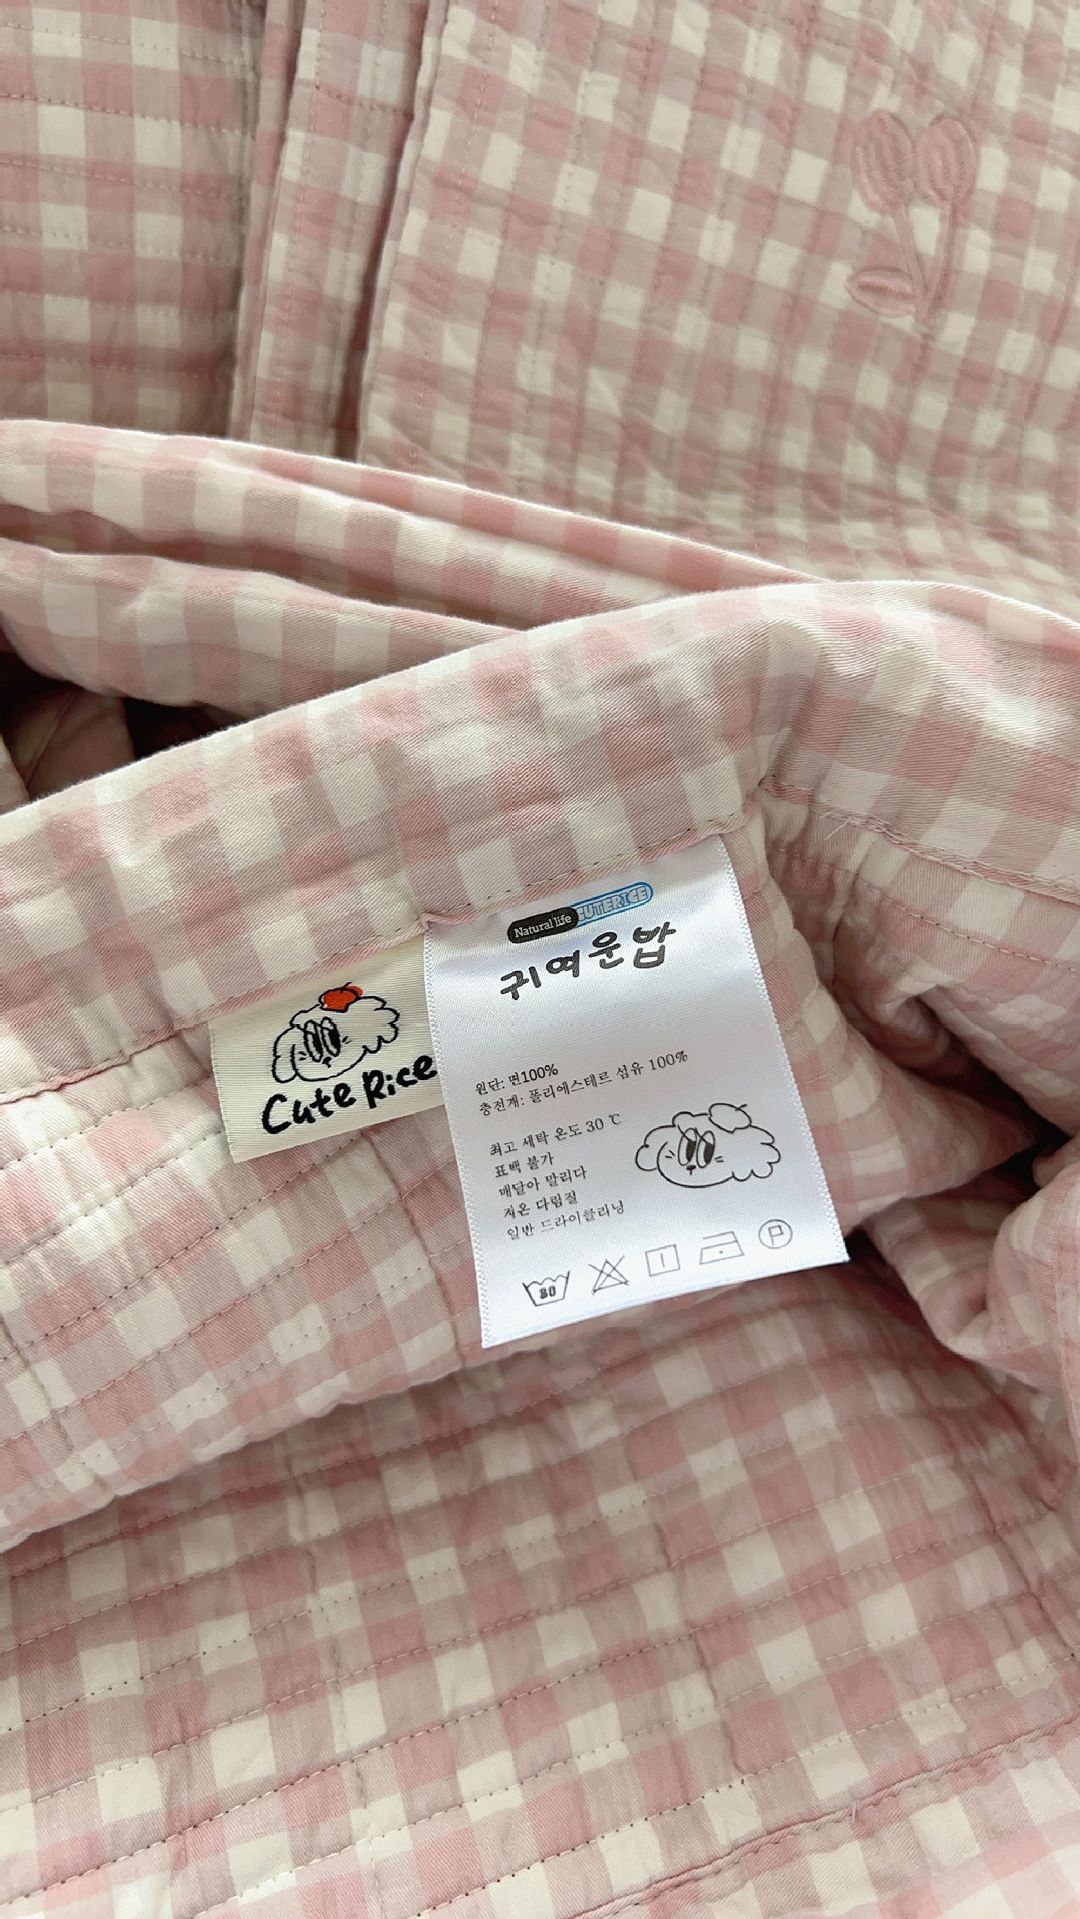 Natural life CUTERICE
귀여운밥
Cute Rice
원단: 면100%
충전개: 폴리에스테르 섬유 100%
최고 세탁 온도 30 ℃
표백 불가
매달아 말리다
저온 다림질
일반 드라이클리닝
30
P